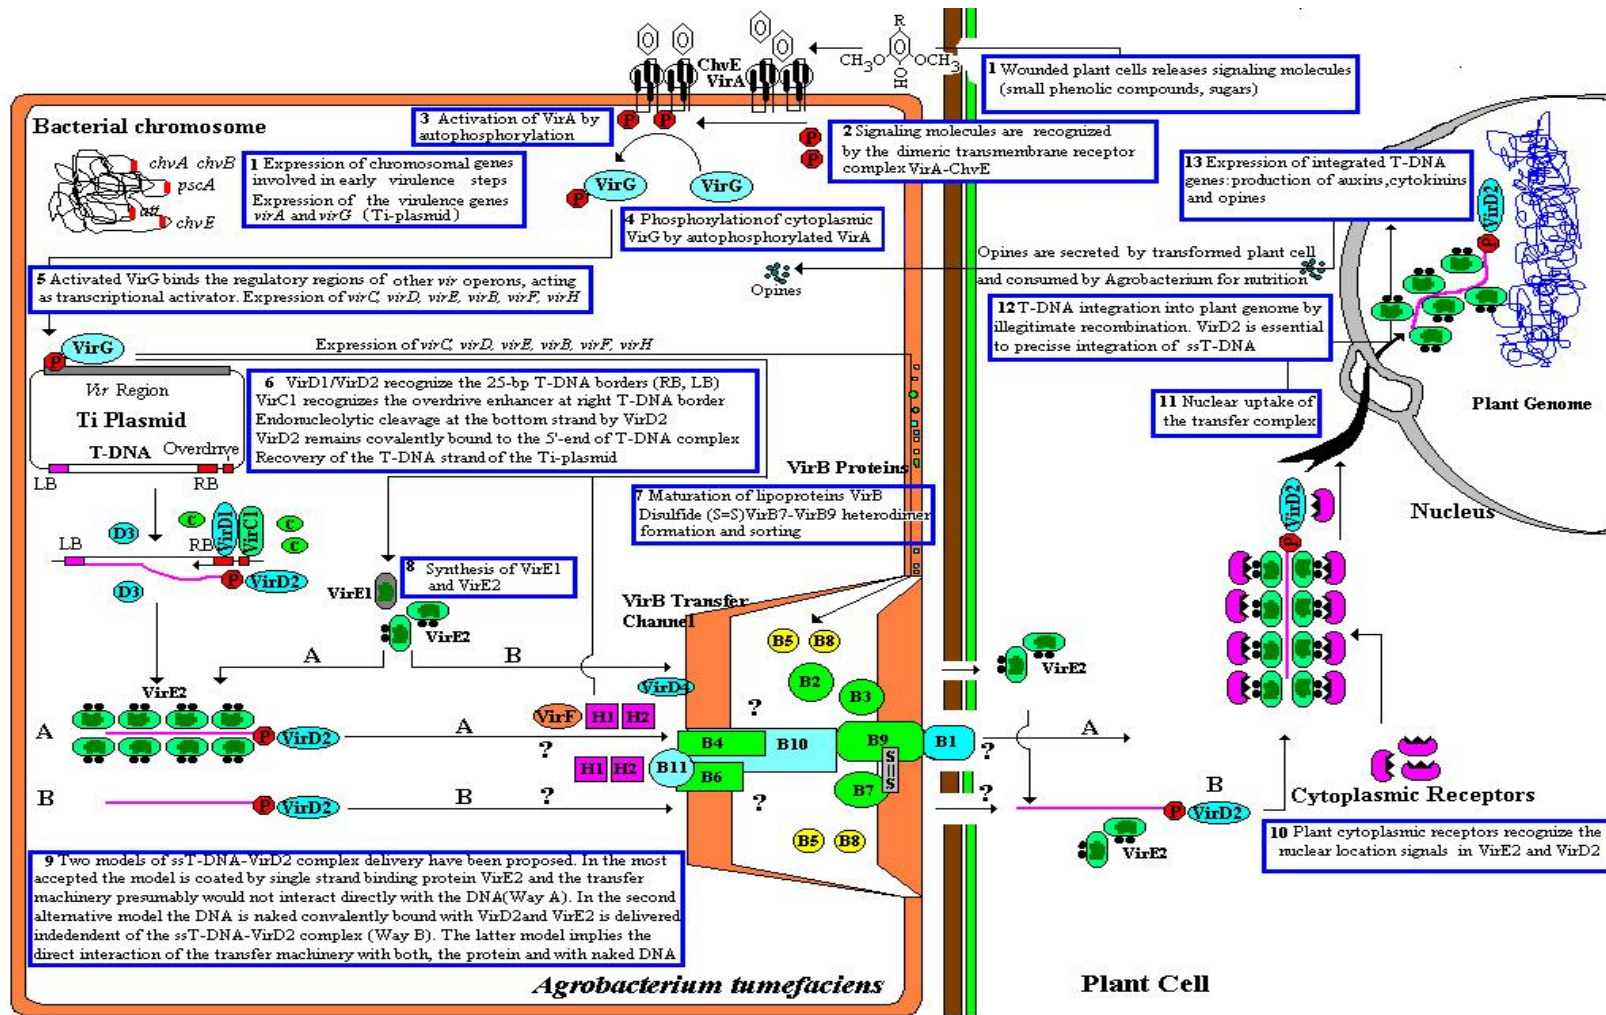 R
CH3O
OCH3
OH
ChvE
VirA
1 Wounded plant cells releases signaling molecules
(small phenolic compounds, sugars)
Bacterial chromosome
chvA chvB
pscA
att
chvE
1 Expression of chromosomal genes
involved in early virulence steps
Expression of the virulence genes
virA and virG (Ti-plasmid)
3 Activation of VirA by
autophosphorylation
P
P
P
P
2 Signaling molecules are recognized
by the dimeric transmembrane receptor
complex VirA-ChvE
P
VirG
VirG
4 Phosphorylation of cytoplasmic
VirG by autophosphorylated VirA
13 Expression of integrated T-DNA
genes:production of auxins,cytokinins
and opines
VirD2
P
Opines are secreted by transformed plant cell
and consumed by Agrobacterium for nutrition
Opines
5 Activated VirG binds the regulatory regions of other vir operons, acting
as transcriptional activator. Expression of virC, virD, virE, virB, virF, virH
12 T-DNA integration into plant genome by
illegitimate recombination. VirD2 is essential
to precisse integration of ssT-DNA
P
VirG
Expression of virC, virD, virE, virB, virF, virH
Vir Region
Ti Plasmid
T-DNA
Overdrive
LB
RB
6 VirD1/VirD2 recognize the 25-bp T-DNA borders (RB, LB)
VirC1 recognizes the overdrive enhancer at right T-DNA border
Endonucleolytic cleavage at the bottom strand by VirD2
VirD2 remains covalently bound to the 5'-end of T-DNA complex
Recovery of the T-DNA strand of the Ti-plasmid
11 Nuclear uptake of
the transfer complex
Plant Genome
Nucleus
VirB Proteins
7 Maturation of lipoproteins VirB
Disulfide (S=S)VirB7-VirB9 heterodimer
formation and sorting
D3
C
VirD1
VirC1
C
C
LB
RB
P
VirD2
D3
8 Synthesis of VirE1
and VirE2
VirE1
VirE2
VirB Transfer
Channel
VirD2
P
A
B
B5
B8
B2
B3
VirE2
VirE2
VirD4
VirF
H1
H2
?
A
P
VirD2
A
?
B4
B10
B9
B1
?
A
S=S
H1
H2
B11
B6
B7
B
P
VirD2
B
?
?
?
B
P
VirD2
VirE2
B5
B8
Cytoplasmic Receptors
10 Plant cytoplasmic receptors recognize the
nuclear location signals in VirE2 and VirD2
9 Two models of ssT-DNA-VirD2 complex delivery have been proposed. In the most
accepted the model is coated by single strand binding protein VirE2 and the transfer
machinery presumably would not interact directly with the DNA(Way A). In the second
alternative model the DNA is naked convalently bound with VirD2and VirE2 is delivered
indedendent of the ssT-DNA-VirD2 complex (Way B). The latter model implies the
direct interaction of the transfer machinery with both, the protein and with naked DNA
Agrobacterium tumefaciens
Plant Cell